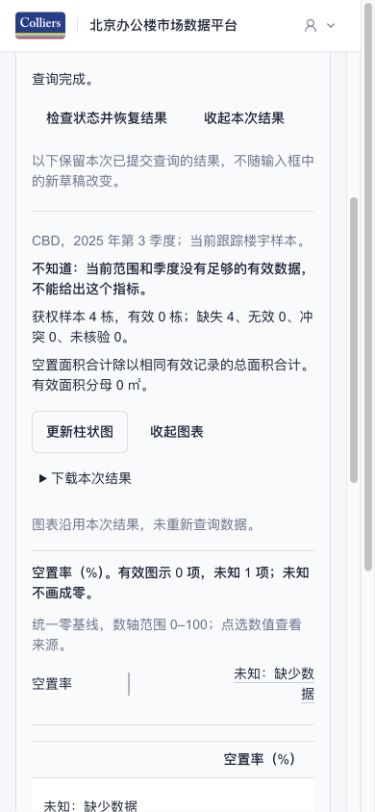 Colliers
北京办公楼市场数据平台
查询完成。
检查状态并恢复结果 收起本次结果
以下保留本次已提交查询的结果，不随输入框中
的新草稿改变。
CBD，2025 年第 3 季度；当前跟踪楼宇样本。
不知道：当前范围和季度没有足够的有效数据，
不能给出这个指标。
获权样本 4 栋，有效 0 栋；缺失 4、无效 0、冲
突 0、未核验 0。
空置面积合计除以相同有效记录的总面积合计。
有效面积分母 0 ㎡。
更新柱状图 收起图表
▶ 下载本次结果
图表沿用本次结果，未重新查询数据。
空置率（%）。有效图示 0 项，未知 1 项；未知
不画成零。
统一零基线，数轴范围 0–100；点选数值查看
来源。
空置率 未知：缺少数
据
空置率（%）
未知：缺少数据